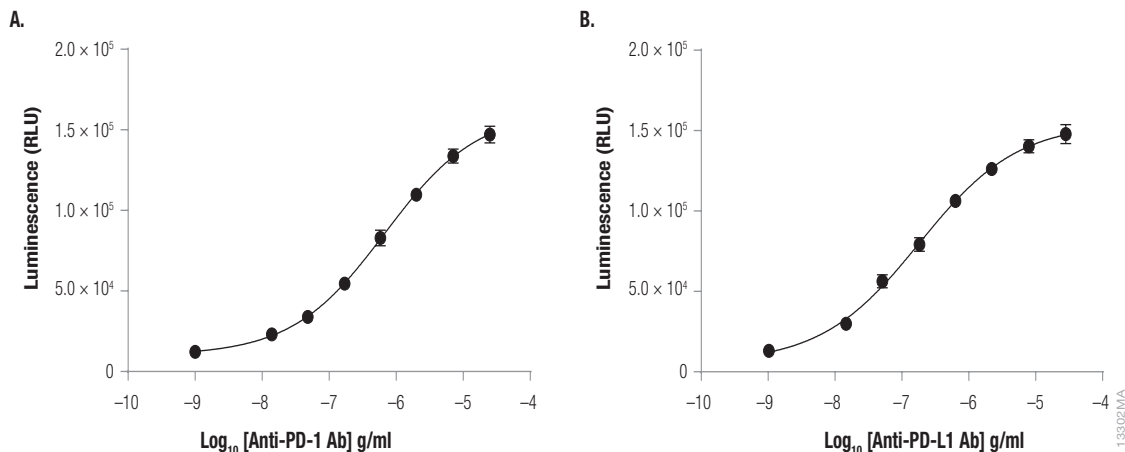 A.
2.0 × 10⁵
1.5 × 10⁵
1.0 × 10⁵
5.0 × 10⁴
0
Luminescence (RLU)
–10 –9 –8 –7 –6 –5 –4
Log₁₀ [Anti-PD-1 Ab] g/ml
B.
2.0 × 10⁵
1.5 × 10⁵
1.0 × 10⁵
5.0 × 10⁴
0
Luminescence (RLU)
–10 –9 –8 –7 –6 –5 –4
Log₁₀ [Anti-PD-L1 Ab] g/ml
13302MA